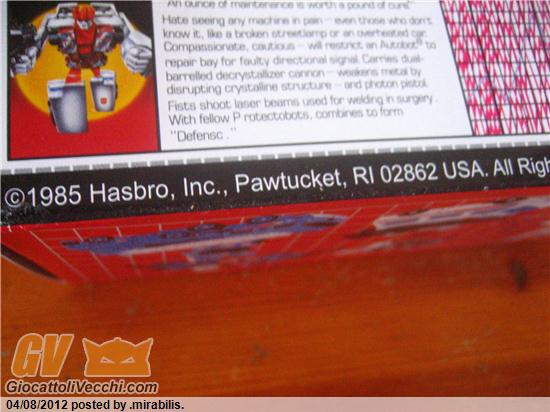 An ounce of maintenance is worth a pound of cure."
Hate seeing any machine in pain - even those who don't
know it, like a broken streetlamp or an overheated car.
Compassionate, cautious - will restrict an Autobot® to
repair bay for faulty directional signal. Carries dual-
barrelled decrystallizer cannon - weakens metal by
disrupting crystalline structure - and photon pistol.
Fists shoot laser beams used for welding in surgery.
With fellow Protectobots, combines to form
"Defensc ."
©1985 Hasbro, Inc., Pawtucket, RI 02862 USA. All Righ
GV
GiocattoliVecchi.com
04/08/2012 posted by .mirabilis.